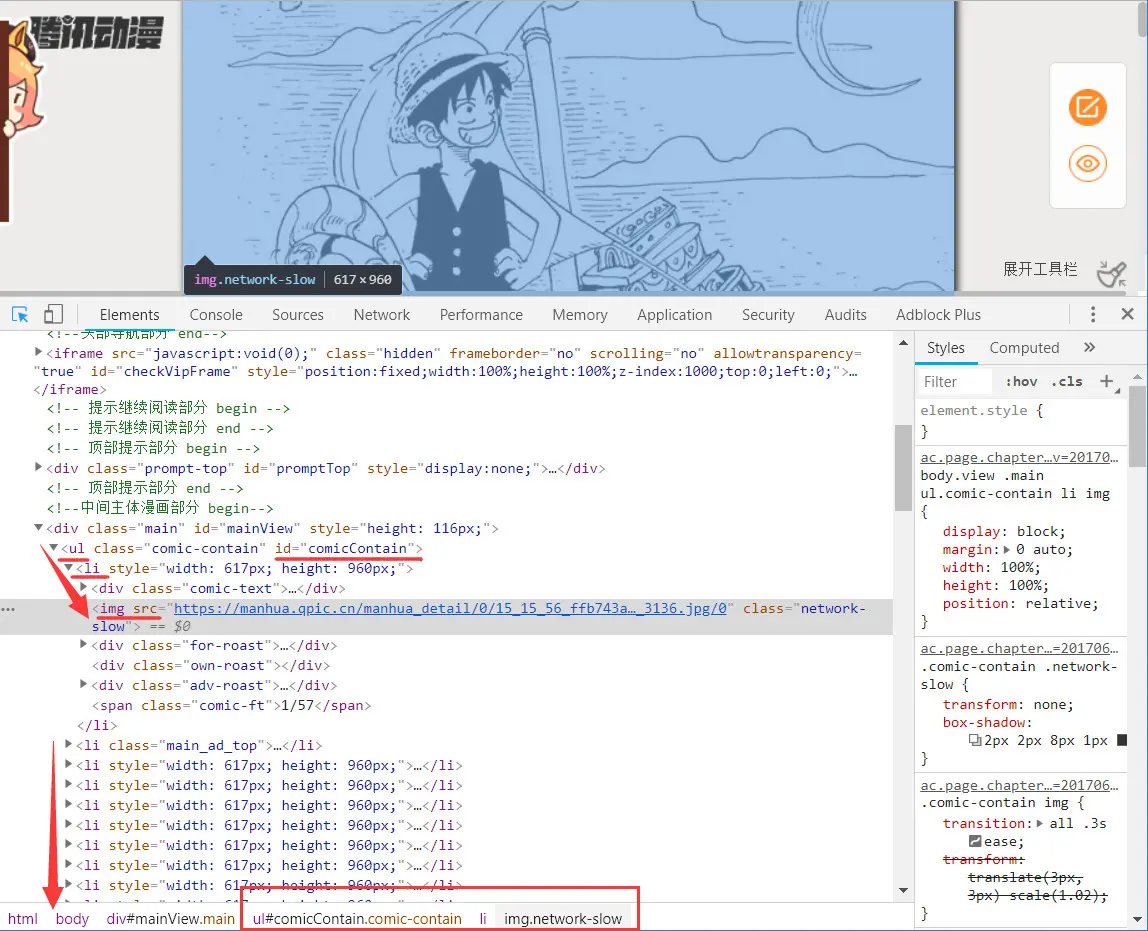 腾讯动漫
展开工具栏
img.network-slow 617 × 960
Elements Console Sources Network Performance Memory Application Security Audits Adblock Plus
<!--头部导航部分 end-->
<iframe src="javascript:void(0);" class="hidden" frameborder="no" scrolling="no" allowtransparency=
"true" id="checkVipFrame" style="position:fixed;width:100%;height:100%;z-index:1000;top:0;left:0;">…
</iframe>
<!-- 提示继续阅读部分 begin -->
<!-- 提示继续阅读部分 end -->
<!-- 顶部提示部分 begin -->
<div class="prompt-top" id="promptTop" style="display:none;">…</div>
<!-- 顶部提示部分 end -->
<!--中间主体漫画部分 begin-->
<div class="main" id="mainView" style="height: 116px;">
<ul class="comic-contain" id="comicContain">
<li style="width: 617px; height: 960px;">
<div class="comic-text">…</div>
<img src="https://manhua.qpic.cn/manhua_detail/0/15_15_56_ffb743a…_3136.jpg/0" class="network-
slow"> == $0
<div class="for-roast">…</div>
<div class="own-roast"></div>
<div class="adv-roast">…</div>
<span class="comic-ft">1/57</span>
</li>
<li class="main_ad_top">…</li>
<li style="width: 617px; height: 960px;">…</li>
<li style="width: 617px; height: 960px;">…</li>
<li style="width: 617px; height: 960px;">…</li>
<li style="width: 617px; height: 960px;">…</li>
<li style="width: 617px; height: 960px;">…</li>
<li style="width: 617px; height: 960px;">…</li>
<li style="width: 617px; height: 960px;">…</li>
html body div#mainView.main ul#comicContain.comic-contain li img.network-slow
Styles Computed »
Filter :hov .cls +
element.style {
}
ac.page.chapter…v=20170…
body.view .main
ul.comic-contain li img
{
display: block;
margin: 0 auto;
width: 100%;
height: 100%;
position: relative;
}
ac.page.chapter…=201706…
.comic-contain .network-
slow {
transform: none;
box-shadow:
2px 2px 8px 1px
}
ac.page.chapter…=201706…
.comic-contain img {
transition: all .3s
ease;
transform:
translate(3px,
3px) scale(1.02);
}